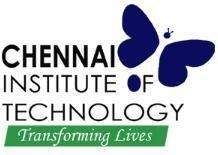 CHENNAI
INSTITUTE OF
TECHNOLOGY
Transforming Lives